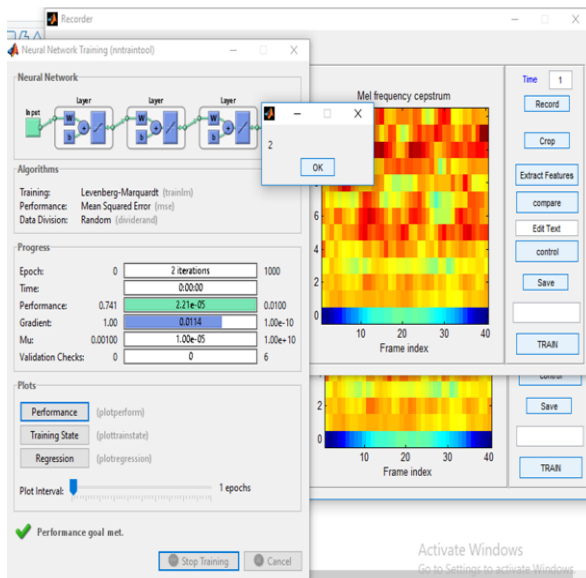 Recorder
Neural Network Training (nntraintool)
Neural Network
Layer
Layer
Layer
Input
W
b
W
b
W
b
Algorithms
Training: Levenberg-Marquardt (trainlm)
Performance: Mean Squared Error (mse)
Data Division: Random (dividerand)
Progress
Epoch: 0 2 iterations 1000
Time: 0:00:00
Performance: 0.741 2.21e-05 0.0100
Gradient: 1.00 0.0114 1.00e-10
Mu: 0.00100 1.00e-05 1.00e+10
Validation Checks: 0 0 6
Plots
Performance (plotperform)
Training State (plottrainstate)
Regression (plotregression)
Plot Interval: 1 epochs
Performance goal met.
Stop Training Cancel
2
OK
Mel frequency cepstrum
8
6
4
2
0
0 10 20 30 40
Frame index
Time 1
Record
Crop
Extract Features
compare
Edit Text
control
Save
TRAIN
2
0
10 20 30 40
Frame index
control
Save
TRAIN
Activate Windows
Go to Settings to activate Windows.